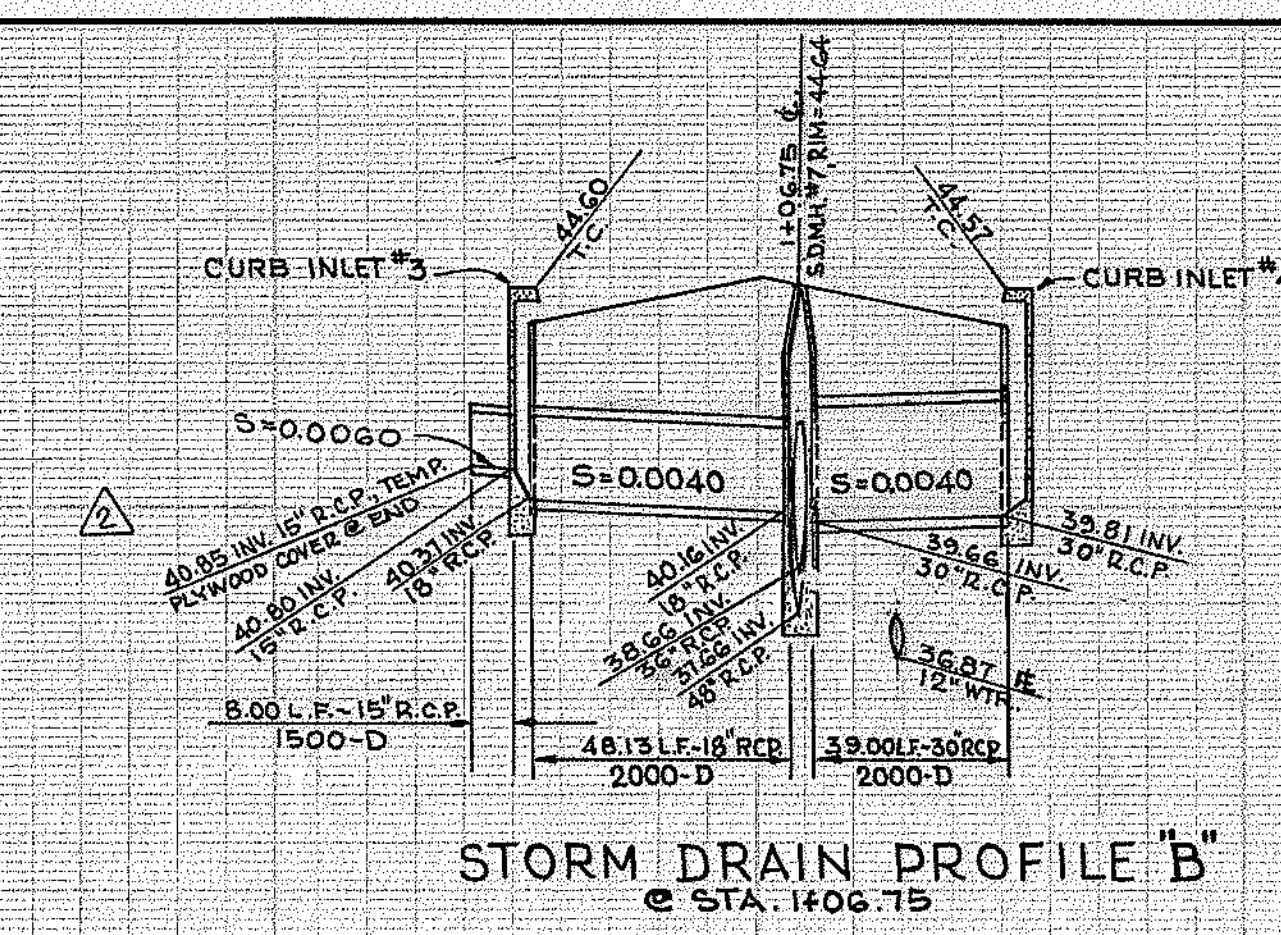 1+06.75 ℄
S.D.M.H. #7, RIM=44.64
44.60
T.C.
44.57
T.C.
CURB INLET #3
CURB INLET #
S=0.0060
S=0.0040
S=0.0040
2
40.85 INV. 15" R.C.P., TEMP.
PLYWOOD COVER @ END
40.80 INV.
15" R.C.P.
40.37 INV.
18" R.C.P.
40.16 INV.
18" R.C.P.
38.66 INV.
36" R.C.P.
37.66 INV.
48" R.C.P.
39.66 INV.
30" R.C.P.
39.81 INV.
30" R.C.P.
36.87 ℄
12" WTR.
8.00 L.F.~15" R.C.P.
1500-D
48.13 L.F.~18" RCP
2000-D
39.00 L.F.~30" RCP
2000-D
STORM DRAIN PROFILE "B"
@ STA. 1+06.75